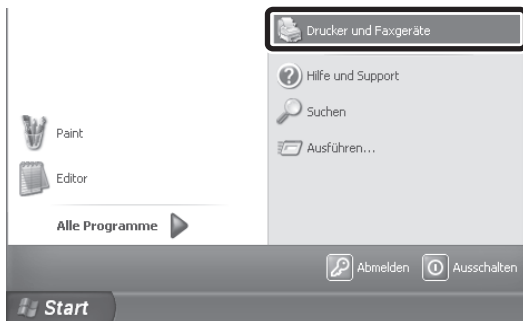 Drucker und Faxgeräte
Hilfe und Support
Suchen
Ausführen...
Paint
Editor
Alle Programme
Abmelden
Ausschalten
Start